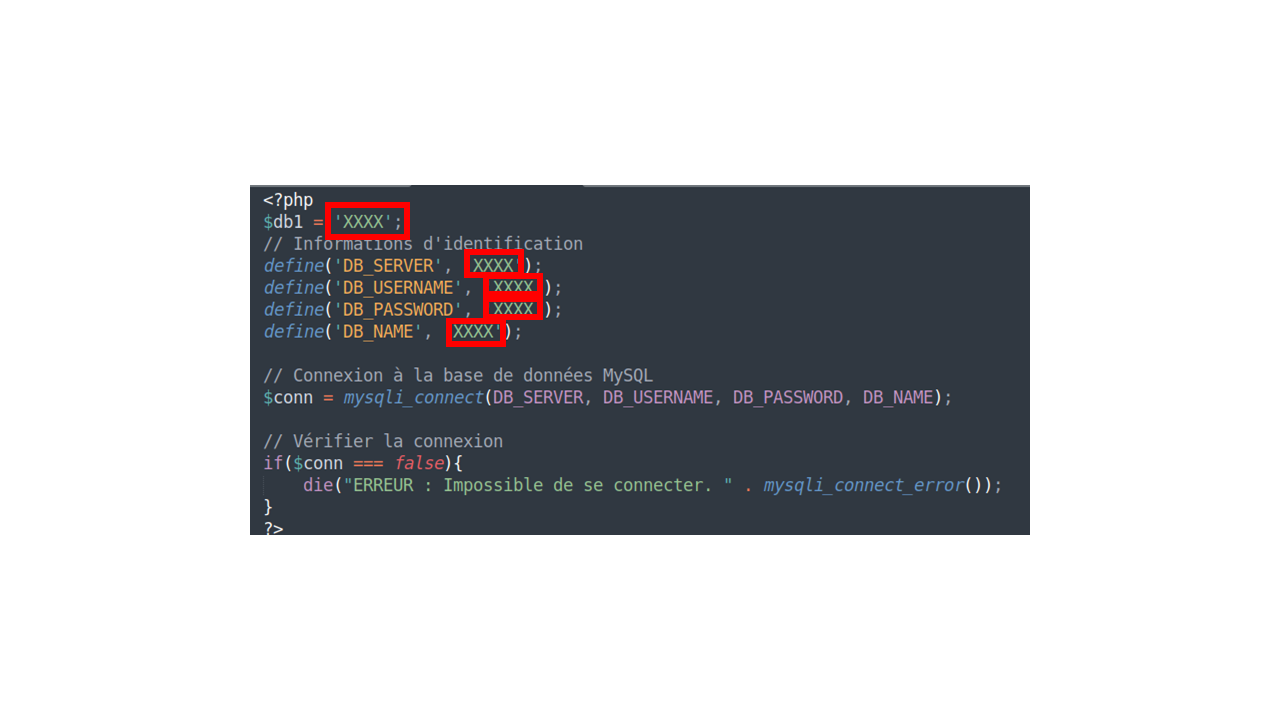 <?php
$db1 = 'XXXX';
// Informations d'identification
define('DB_SERVER', 'XXXX');
define('DB_USERNAME', 'XXXX');
define('DB_PASSWORD', 'XXXX');
define('DB_NAME', 'XXXX');
// Connexion à la base de données MySQL
$conn = mysqli_connect(DB_SERVER, DB_USERNAME, DB_PASSWORD, DB_NAME);
// Vérifier la connexion
if($conn === false){
die("ERREUR : Impossible de se connecter. " . mysqli_connect_error());
}
?>